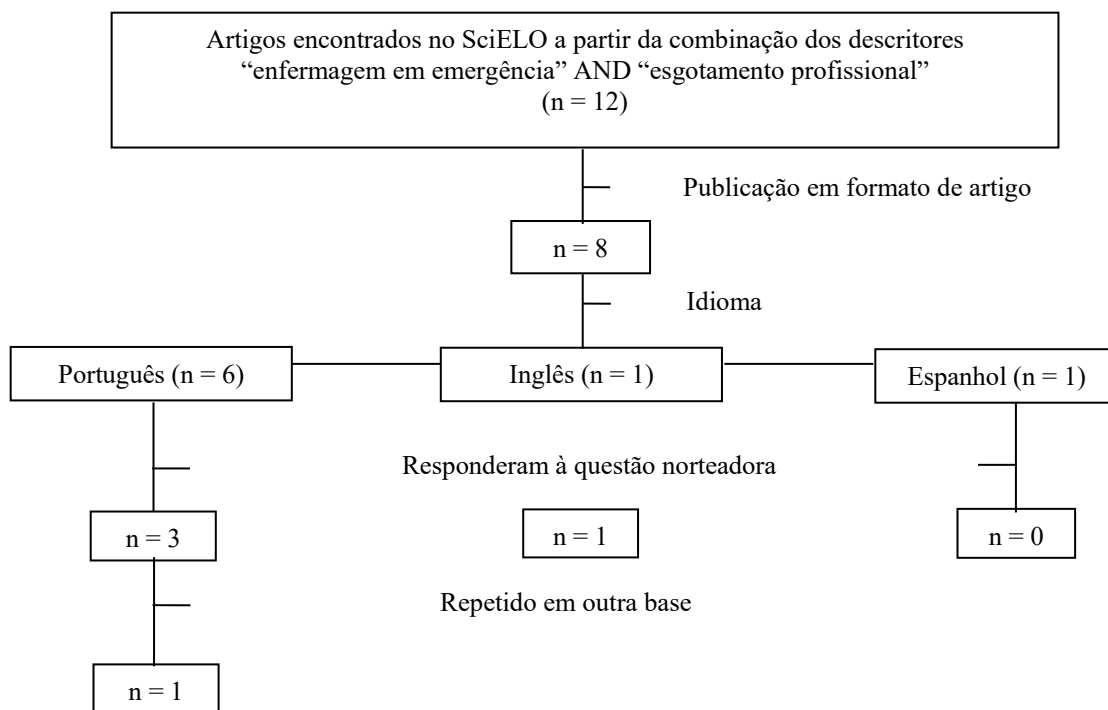 Artigos encontrados no SciELO a partir da combinação dos descritores
“enfermagem em emergência” AND “esgotamento profissional”
(n = 12)
Publicação em formato de artigo
n = 8
Idioma
Português (n = 6)
Inglês (n = 1)
Espanhol (n = 1)
Responderam à questão norteadora
n = 3
n = 1
n = 0
Repetido em outra base
n = 1